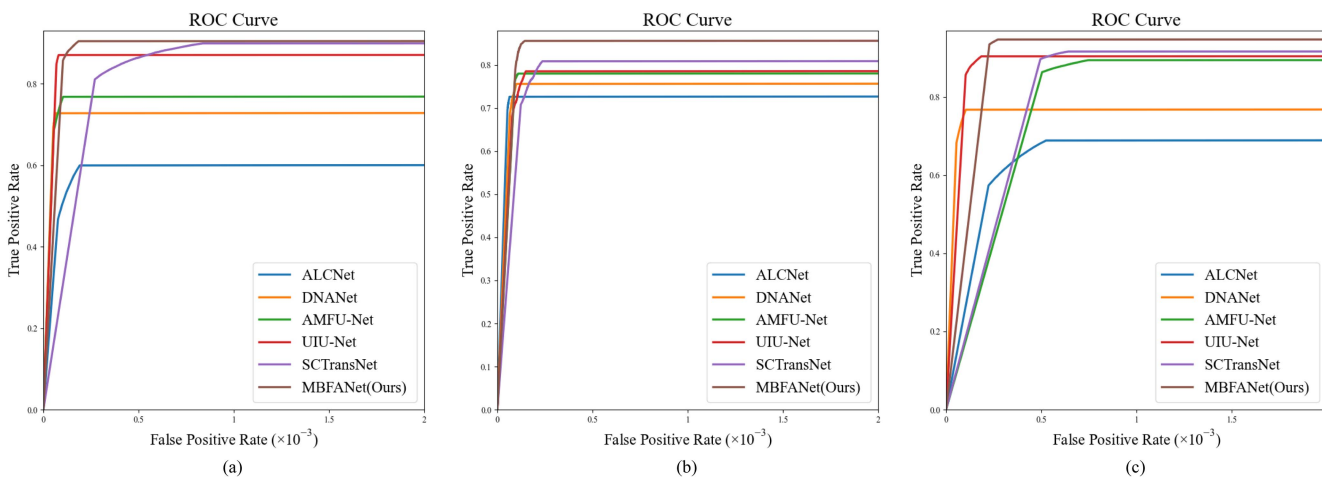 ROC Curve
True Positive Rate
0.8
0.6
0.4
0.2
0.0
ALCNet
DNANet
AMFU-Net
UIU-Net
SCTransNet
MBFANet(Ours)
0 0.5 1 1.5 2
False Positive Rate (×10⁻³)
(a)
ROC Curve
True Positive Rate
0.8
0.7
0.6
0.5
0.4
0.3
0.2
0.1
0.0
ALCNet
DNANet
AMFU-Net
UIU-Net
SCTransNet
MBFANet(Ours)
0 0.5 1 1.5 2
False Positive Rate (×10⁻³)
(b)
ROC Curve
True Positive Rate
0.8
0.6
0.4
0.2
0.0
ALCNet
DNANet
AMFU-Net
UIU-Net
SCTransNet
MBFANet(Ours)
0 0.5 1 1.5
False Positive Rate (×10⁻³)
(c)